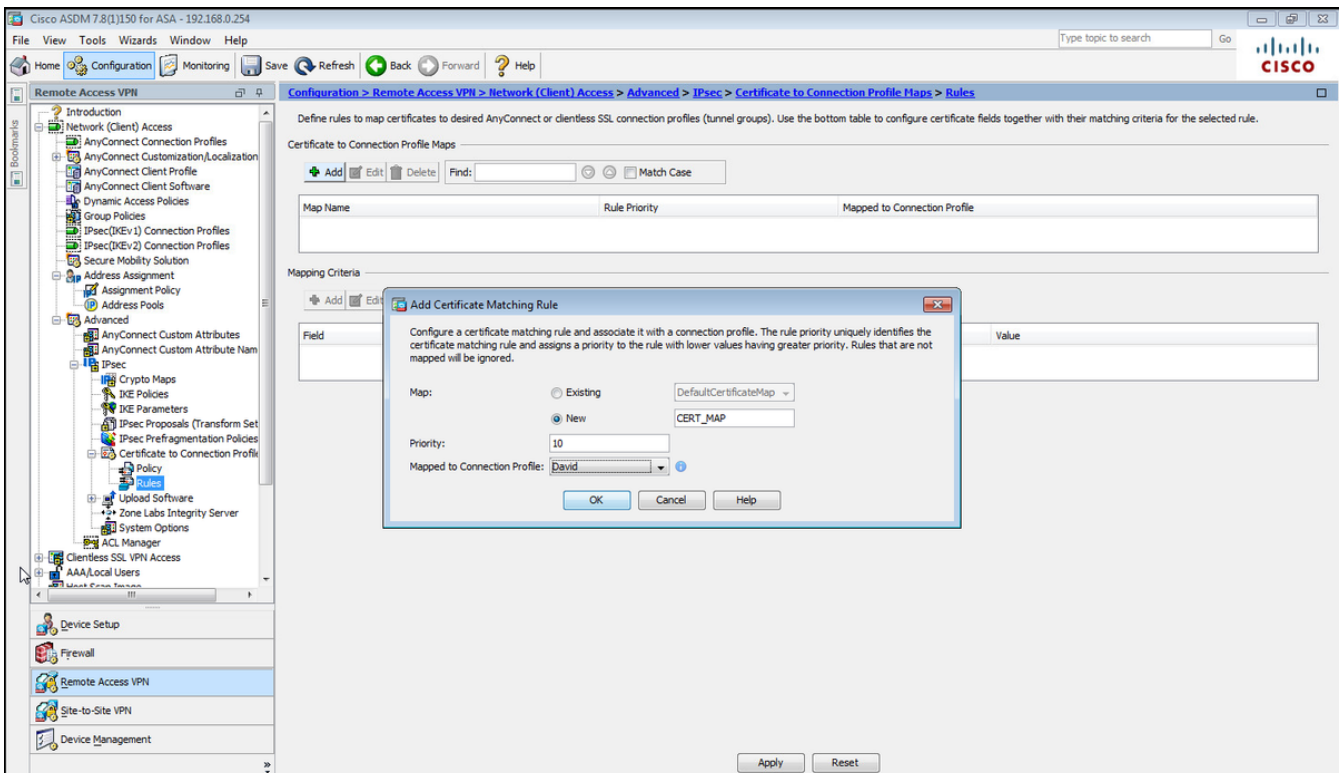 Cisco ASDM 7.8(1)150 for ASA - 192.168.0.254
File View Tools Wizards Window Help
Type topic to search Go
Home Configuration Monitoring Save Refresh Back Forward Help
CISCO
Bookmarks
Remote Access VPN
Introduction
Network (Client) Access
AnyConnect Connection Profiles
AnyConnect Customization/Localization
AnyConnect Client Profile
AnyConnect Client Software
Dynamic Access Policies
Group Policies
IPsec(IKEv1) Connection Profiles
IPsec(IKEv2) Connection Profiles
Secure Mobility Solution
Address Assignment
Assignment Policy
Address Pools
Advanced
AnyConnect Custom Attributes
AnyConnect Custom Attribute Nam
IPsec
Crypto Maps
IKE Policies
IKE Parameters
IPsec Proposals (Transform Set
IPsec Prefragmentation Policies
Certificate to Connection Profile
Policy
Rules
Upload Software
Zone Labs Integrity Server
System Options
ACL Manager
Clientless SSL VPN Access
AAA/Local Users
Host Scan Image
Device Setup
Firewall
Remote Access VPN
Site-to-Site VPN
Device Management
Configuration > Remote Access VPN > Network (Client) Access > Advanced > IPsec > Certificate to Connection Profile Maps > Rules
Define rules to map certificates to desired AnyConnect or clientless SSL connection profiles (tunnel groups). Use the bottom table to configure certificate fields together with their matching criteria for the selected rule.
Certificate to Connection Profile Maps
Add Edit Delete Find: Match Case
Map Name Rule Priority Mapped to Connection Profile
Mapping Criteria
Add Edit
Field Value
Add Certificate Matching Rule
Configure a certificate matching rule and associate it with a connection profile. The rule priority uniquely identifies the
certificate matching rule and assigns a priority to the rule with lower values having greater priority. Rules that are not
mapped will be ignored.
Map: Existing DefaultCertificateMap
New CERT_MAP
Priority: 10
Mapped to Connection Profile: David
OK Cancel Help
Apply Reset